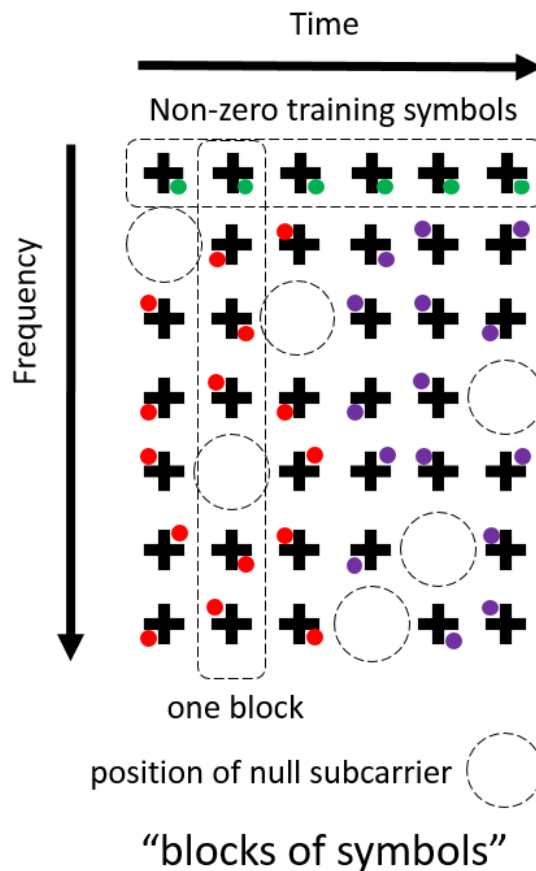 Time
Non-zero training symbols
Frequency
one block
position of null subcarrier
“blocks of symbols”